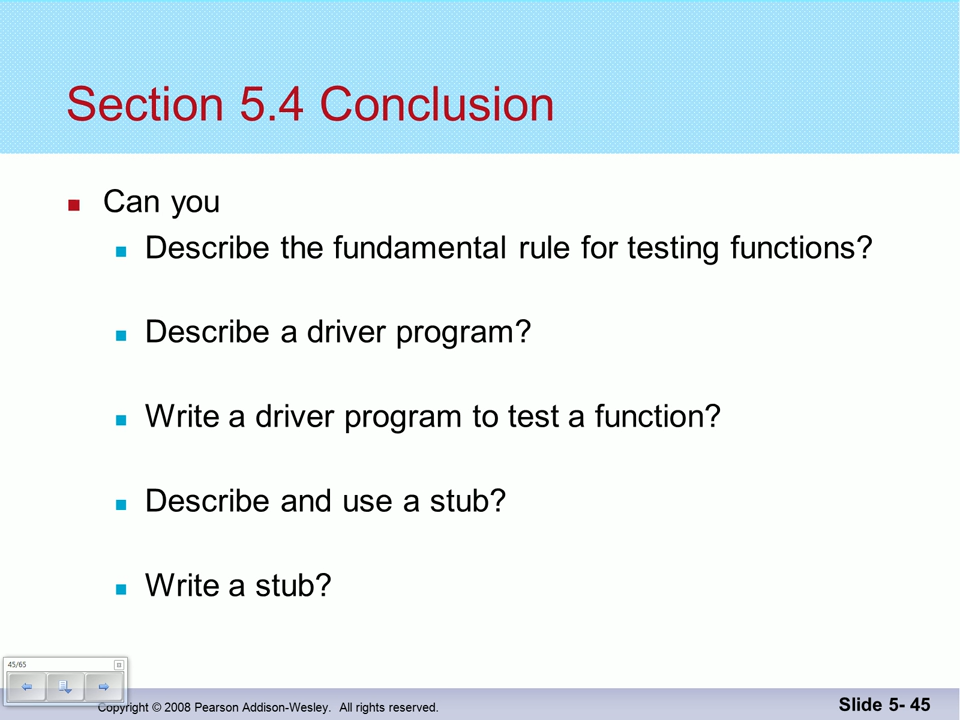 Section 5.4 Conclusion
Can you
Describe the fundamental rule for testing functions?
Describe a driver program?
Write a driver program to test a function?
Describe and use a stub?
Write a stub?
45/65
Copyright © 2008 Pearson Addison-Wesley. All rights reserved.
Slide 5- 45